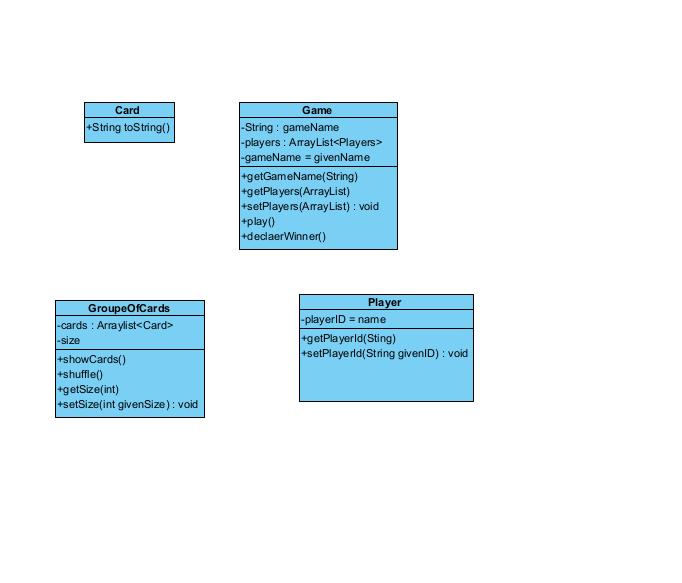 Card
+String toString()
Game
-String : gameName
-players : ArrayList<Players>
-gameName = givenName
+getGameName(String)
+getPlayers(ArrayList)
+setPlayers(ArrayList) : void
+play()
+declaerWinner()
GroupeOfCards
-cards : Arraylist<Card>
-size
+showCards()
+shuffle()
+getSize(int)
+setSize(int givenSize) : void
Player
-playerID = name
+getPlayerId(Sting)
+setPlayerId(String givenID) : void